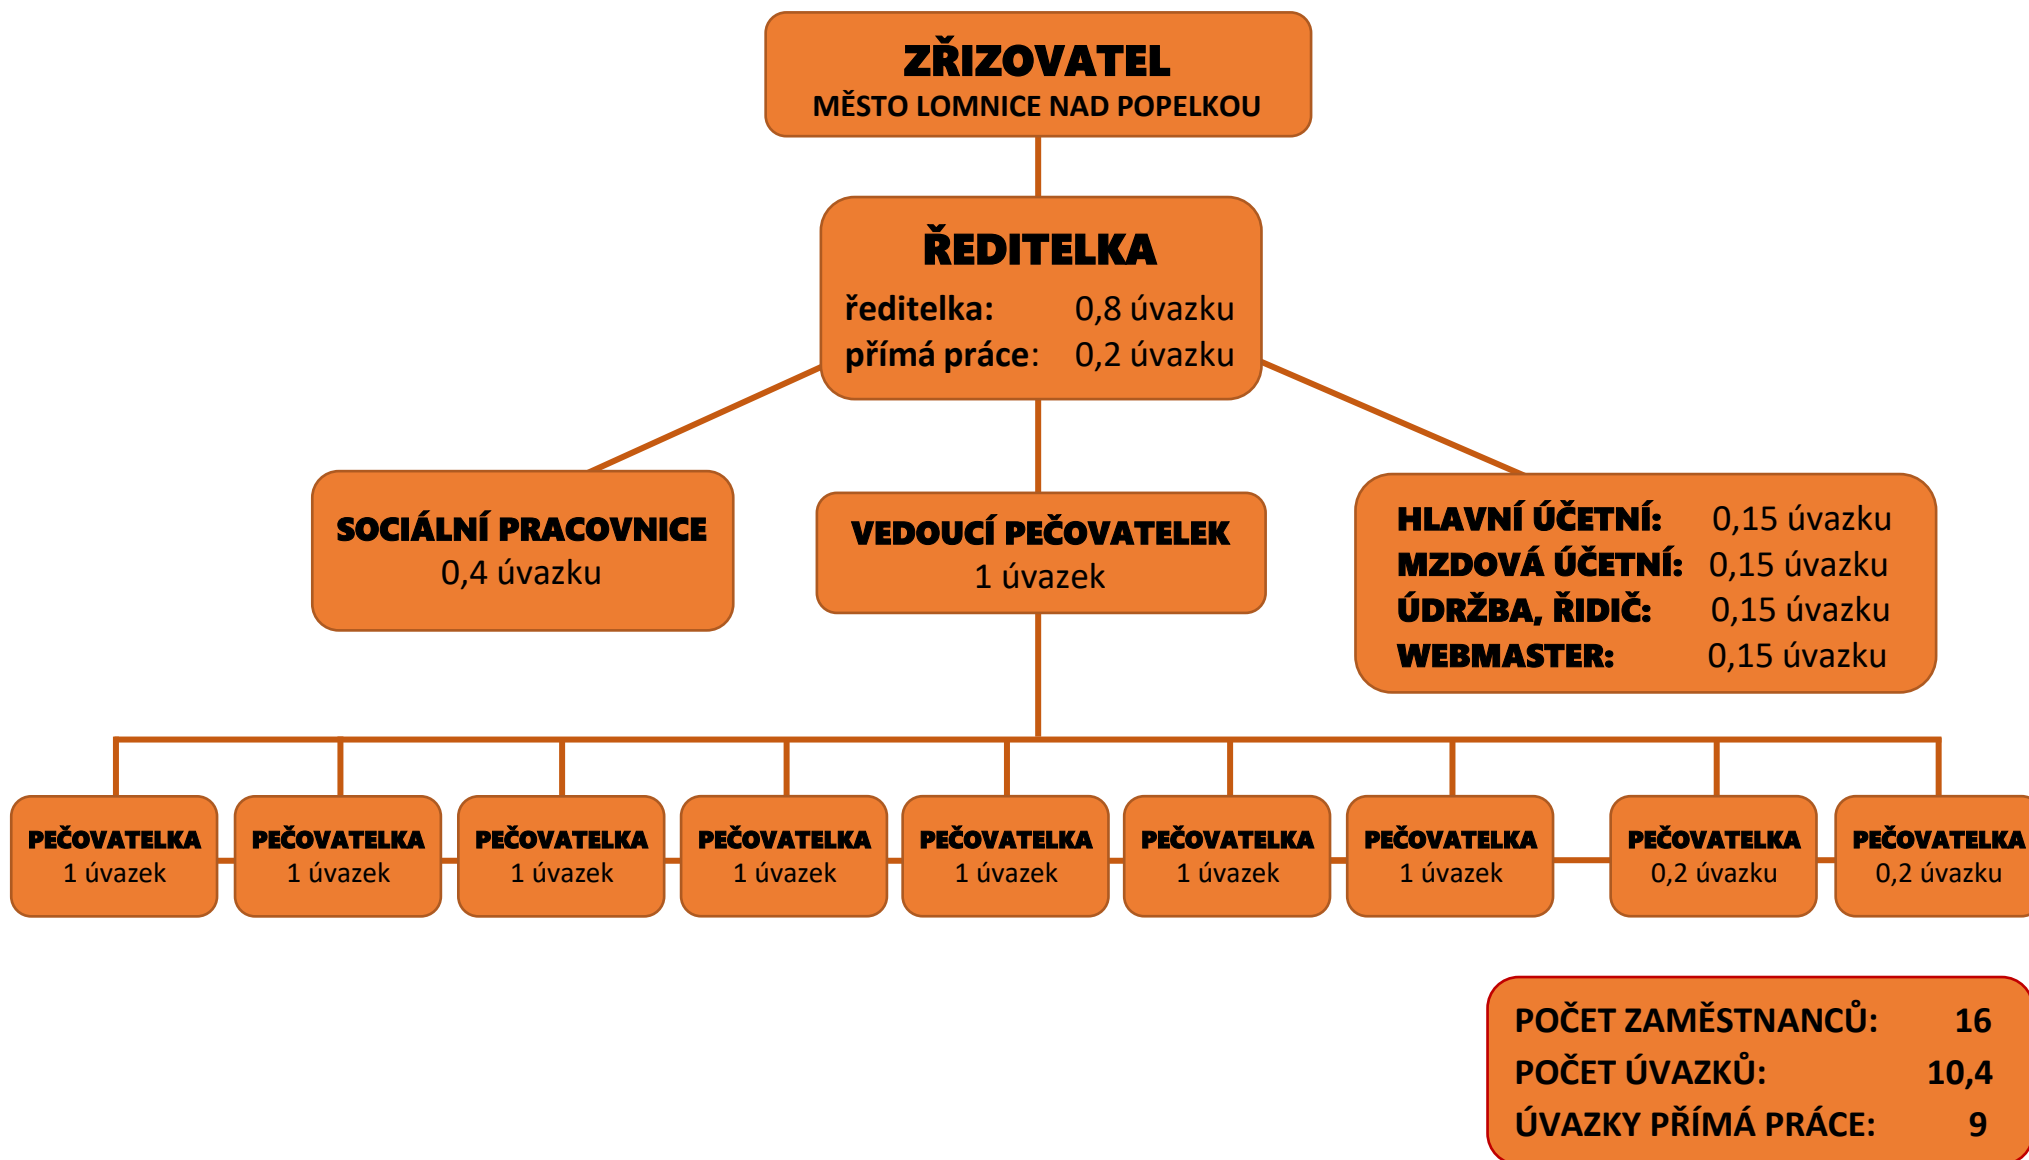 ZŘIZOVATEL
MĚSTO LOMNICE NAD POPELKOU
ŘEDITELKA
ředitelka: 0,8 úvazku
přímá práce: 0,2 úvazku
SOCIÁLNÍ PRACOVNICE
0,4 úvazku
VEDOUCÍ PEČOVATELEK
1 úvazek
HLAVNÍ ÚČETNÍ: 0,15 úvazku
MZDOVÁ ÚČETNÍ: 0,15 úvazku
ÚDRŽBA, ŘIDIČ: 0,15 úvazku
WEBMASTER: 0,15 úvazku
PEČOVATELKA
1 úvazek
PEČOVATELKA
1 úvazek
PEČOVATELKA
1 úvazek
PEČOVATELKA
1 úvazek
PEČOVATELKA
1 úvazek
PEČOVATELKA
1 úvazek
PEČOVATELKA
1 úvazek
PEČOVATELKA
0,2 úvazku
PEČOVATELKA
0,2 úvazku
POČET ZAMĚSTNANCŮ: 16
POČET ÚVAZKŮ: 10,4
ÚVAZKY PŘÍMÁ PRÁCE: 9